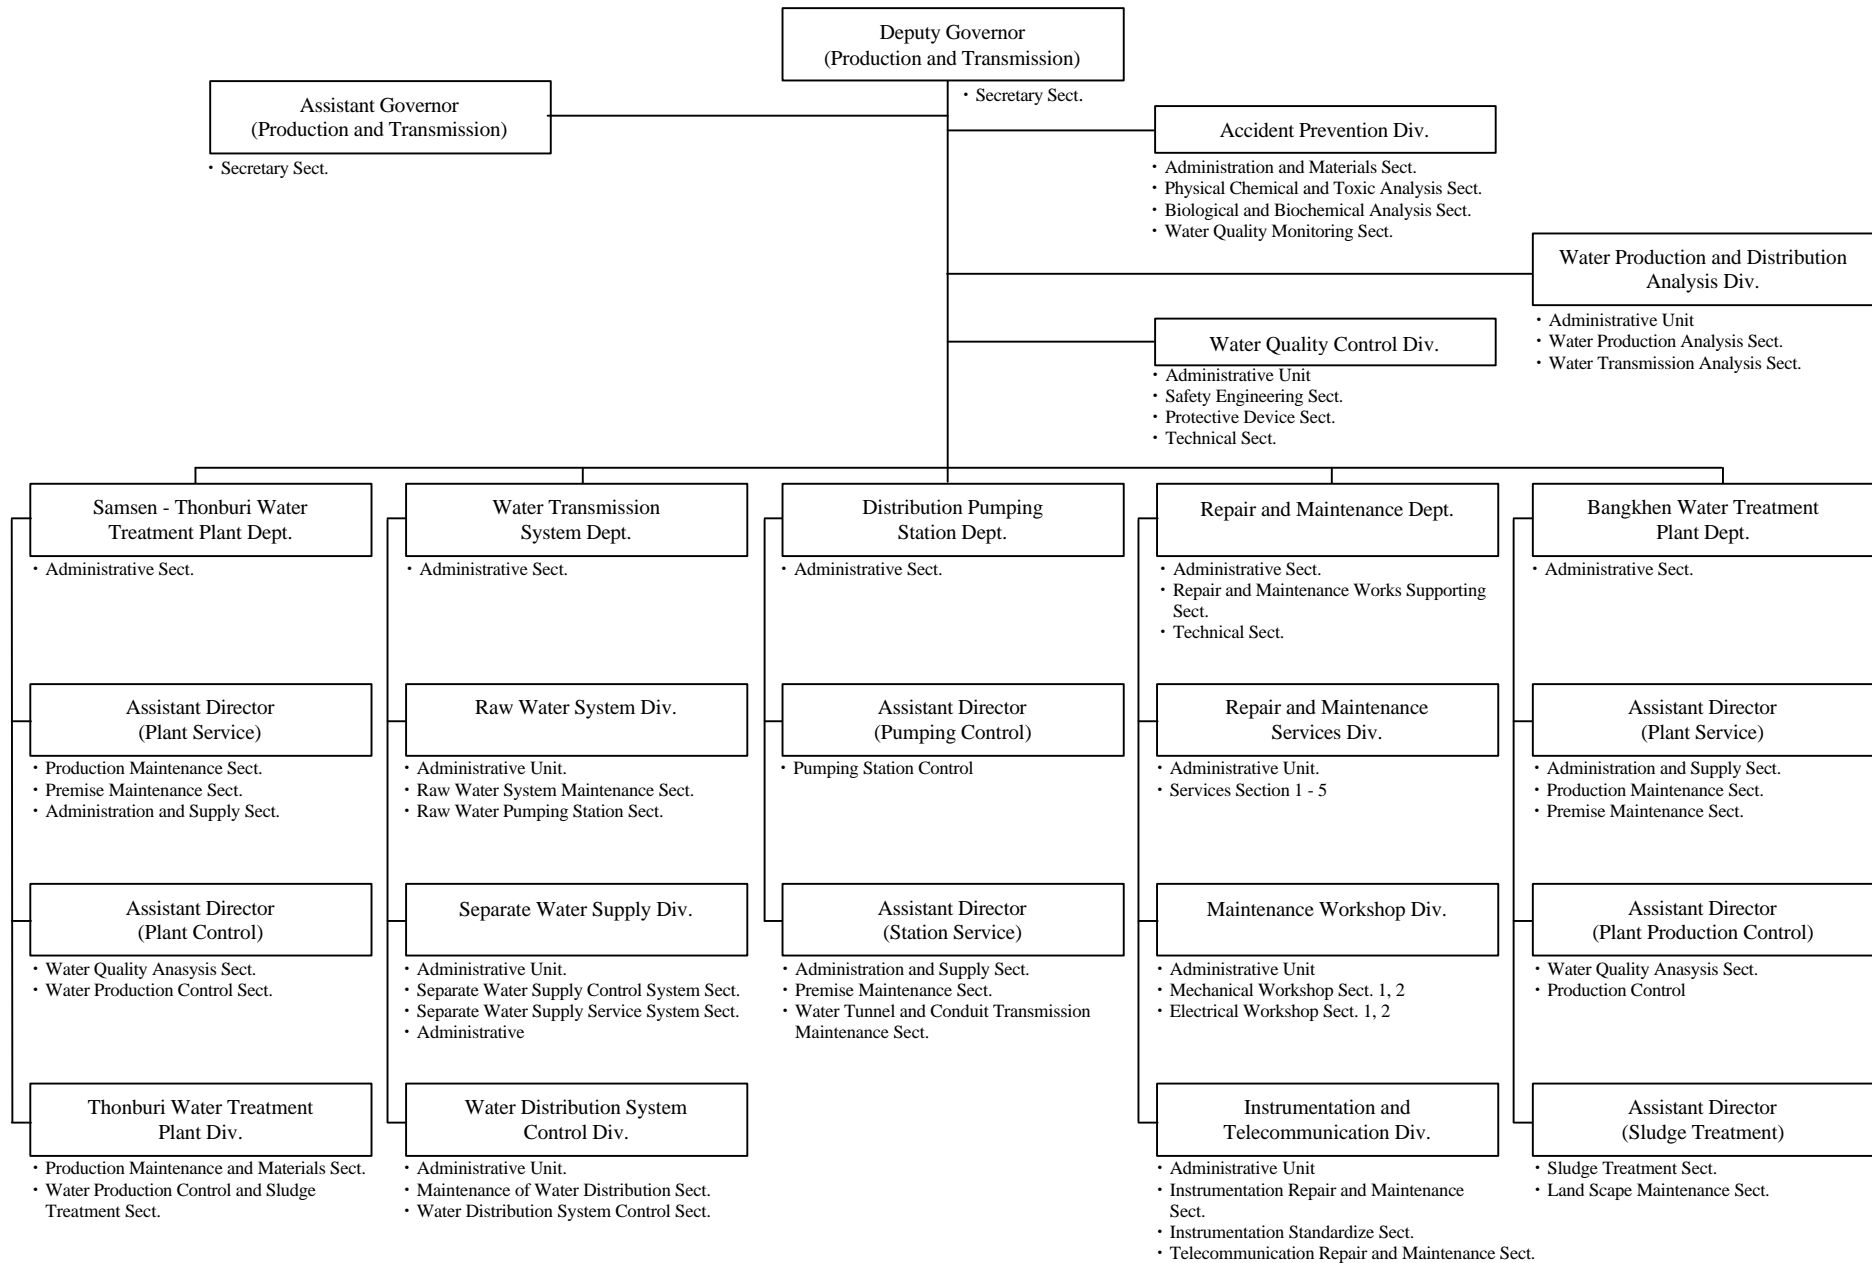 Deputy Governor
(Production and Transmission)
・ Secretary Sect.
Assistant Governor
(Production and Transmission)
・ Secretary Sect.
Accident Prevention Div.
・ Administration and Materials Sect.
・ Physical Chemical and Toxic Analysis Sect.
・ Biological and Biochemical Analysis Sect.
・ Water Quality Monitoring Sect.
Water Production and Distribution
Analysis Div.
・ Administrative Unit
・ Water Production Analysis Sect.
・ Water Transmission Analysis Sect.
Water Quality Control Div.
・ Administrative Unit
・ Safety Engineering Sect.
・ Protective Device Sect.
・ Technical Sect.
Samsen - Thonburi Water
Treatment Plant Dept.
・ Administrative Sect.
Assistant Director
(Plant Service)
・ Production Maintenance Sect.
・ Premise Maintenance Sect.
・ Administration and Supply Sect.
Assistant Director
(Plant Control)
・ Water Quality Anasysis Sect.
・ Water Production Control Sect.
Thonburi Water Treatment
Plant Div.
・ Production Maintenance and Materials Sect.
・ Water Production Control and Sludge
Treatment Sect.
Water Transmission
System Dept.
・ Administrative Sect.
Raw Water System Div.
・ Administrative Unit.
・ Raw Water System Maintenance Sect.
・ Raw Water Pumping Station Sect.
Separate Water Supply Div.
・ Administrative Unit.
・ Separate Water Supply Control System Sect.
・ Separate Water Supply Service System Sect.
・ Administrative
Water Distribution System
Control Div.
・ Administrative Unit.
・ Maintenance of Water Distribution Sect.
・ Water Distribution System Control Sect.
Distribution Pumping
Station Dept.
・ Administrative Sect.
Assistant Director
(Pumping Control)
・ Pumping Station Control
Assistant Director
(Station Service)
・ Administration and Supply Sect.
・ Premise Maintenance Sect.
・ Water Tunnel and Conduit Transmission
Maintenance Sect.
Repair and Maintenance Dept.
・ Administrative Sect.
・ Repair and Maintenance Works Supporting
Sect.
・ Technical Sect.
Repair and Maintenance
Services Div.
・ Administrative Unit.
・ Services Section 1 - 5
Maintenance Workshop Div.
・ Administrative Unit
・ Mechanical Workshop Sect. 1, 2
・ Electrical Workshop Sect. 1, 2
Instrumentation and
Telecommunication Div.
・ Administrative Unit
・ Instrumentation Repair and Maintenance
Sect.
・ Instrumentation Standardize Sect.
・ Telecommunication Repair and Maintenance Sect.
Bangkhen Water Treatment
Plant Dept.
・ Administrative Sect.
Assistant Director
(Plant Service)
・ Administration and Supply Sect.
・ Production Maintenance Sect.
・ Premise Maintenance Sect.
Assistant Director
(Plant Production Control)
・ Water Quality Anasysis Sect.
・ Production Control
Assistant Director
(Sludge Treatment)
・ Sludge Treatment Sect.
・ Land Scape Maintenance Sect.